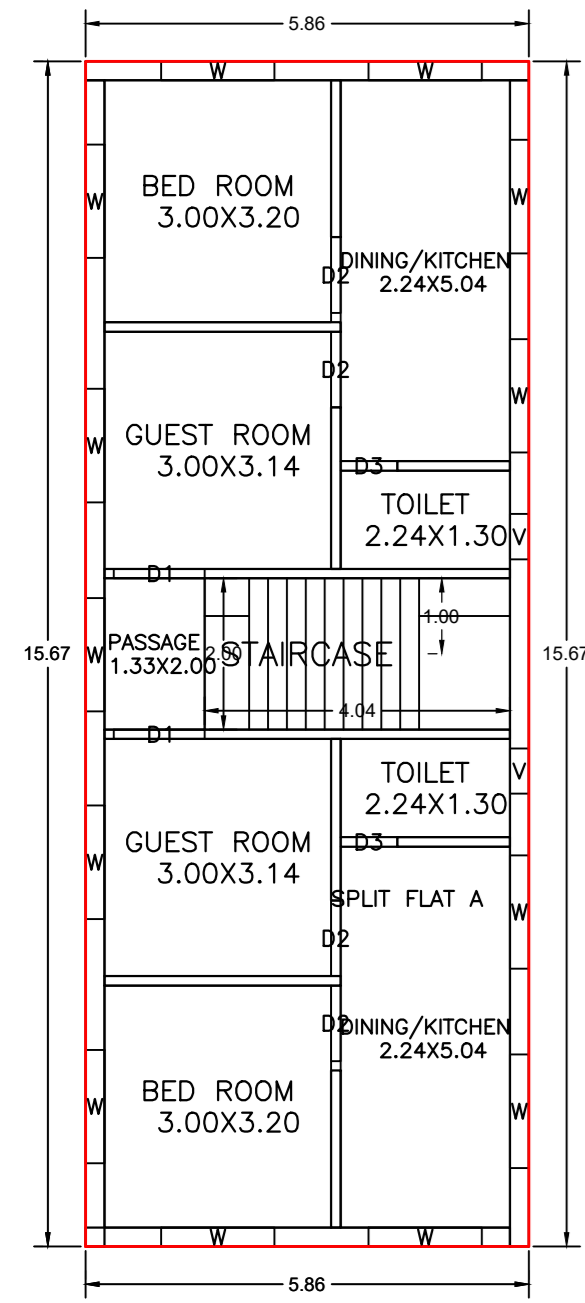 5.86
W W
BED ROOM
3.00X3.20
W
W
DINING/KITCHEN
2.24X5.04
D2
D2
W
GUEST ROOM
3.00X3.14
W
D3
TOILET
2.24X1.30
V
D1
1.00
PASSAGE
1.33X2.00
2.00
STAIRCASE
W
15.67
15.67
4.04
D1
TOILET
2.24X1.30
V
GUEST ROOM
3.00X3.14
W
D3
SPLIT FLAT A
W
D2
D2
DINING/KITCHEN
2.24X5.04
BED ROOM
3.00X3.20
W
W
W W
5.86